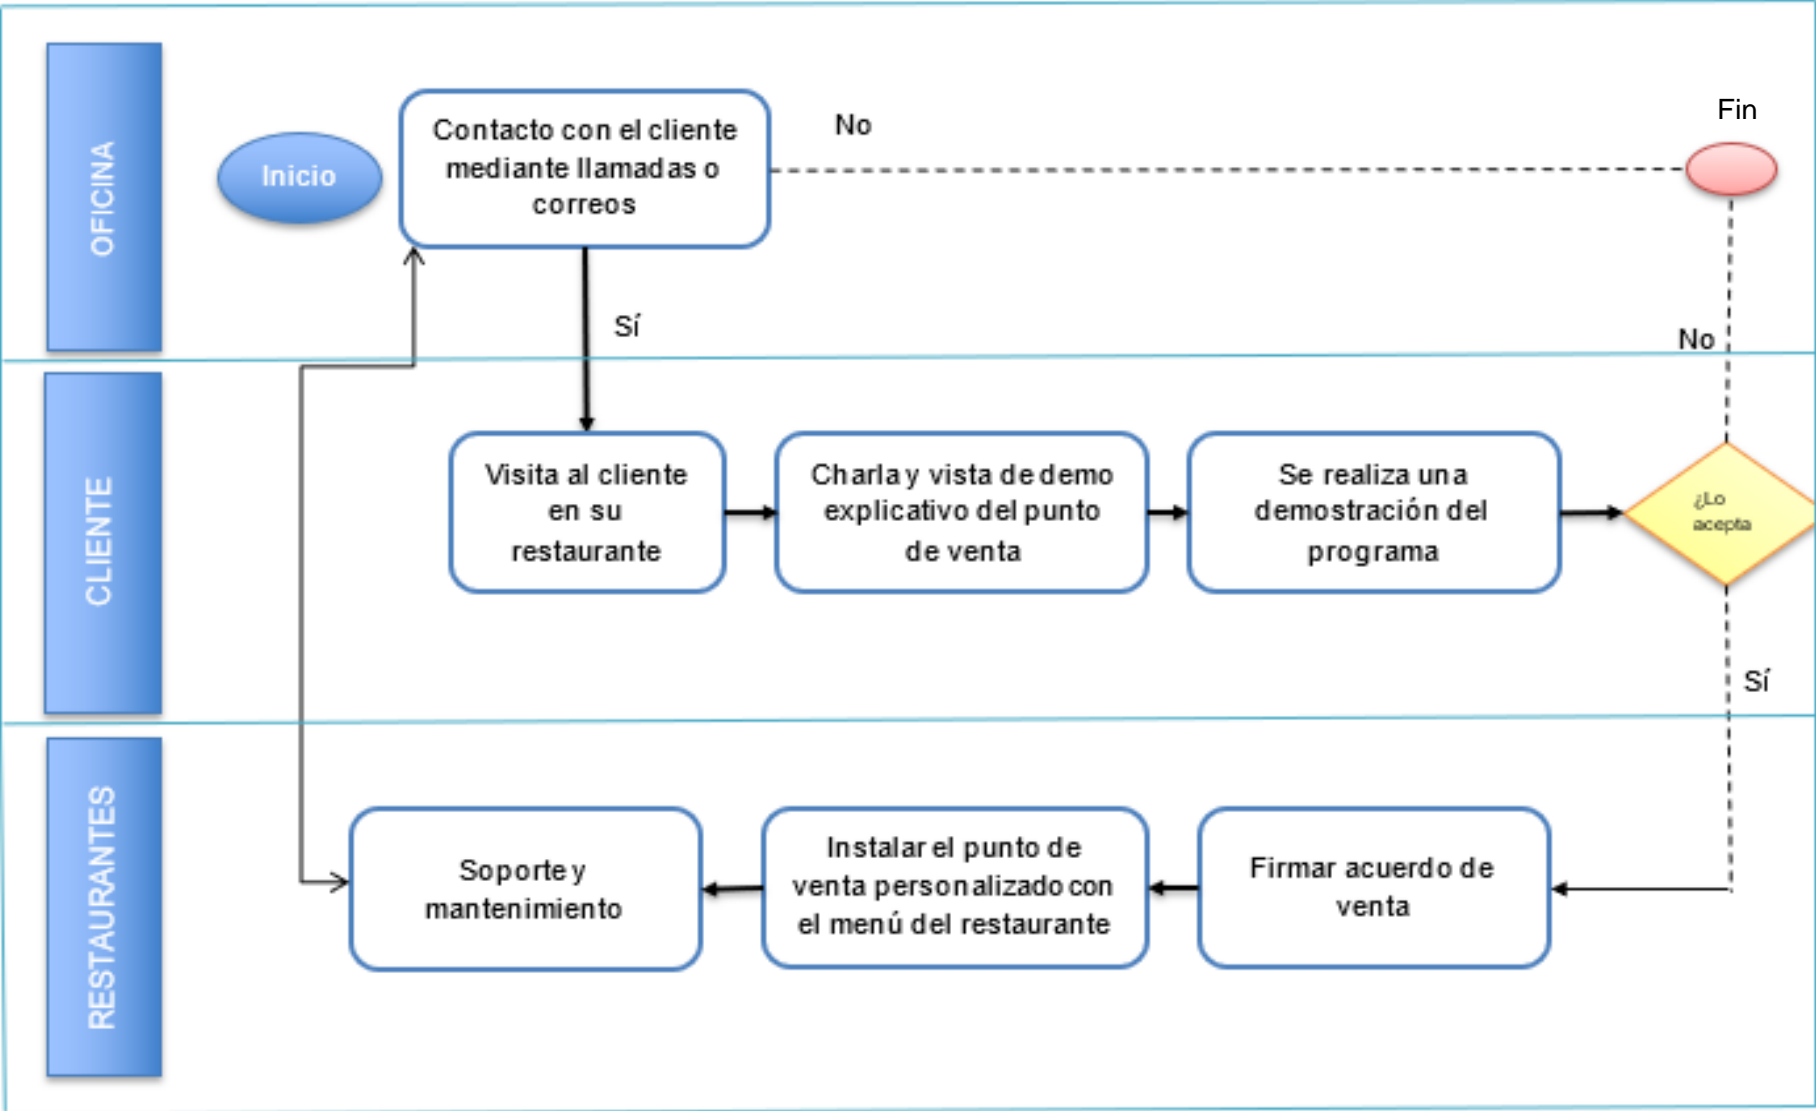 OFICINA
Inicio
Contacto con el cliente
mediante llamadas o
correos
No
Fin
Sí
No
CLIENTE
Visita al cliente
en su
restaurante
Charla y vista de demo
explicativo del punto
de venta
Se realiza una
demostración del
programa
¿Lo
acepta
Sí
RESTAURANTES
Soporte y
mantenimiento
Instalar el punto de
venta personalizado con
el menú del restaurante
Firmar acuerdo de
venta